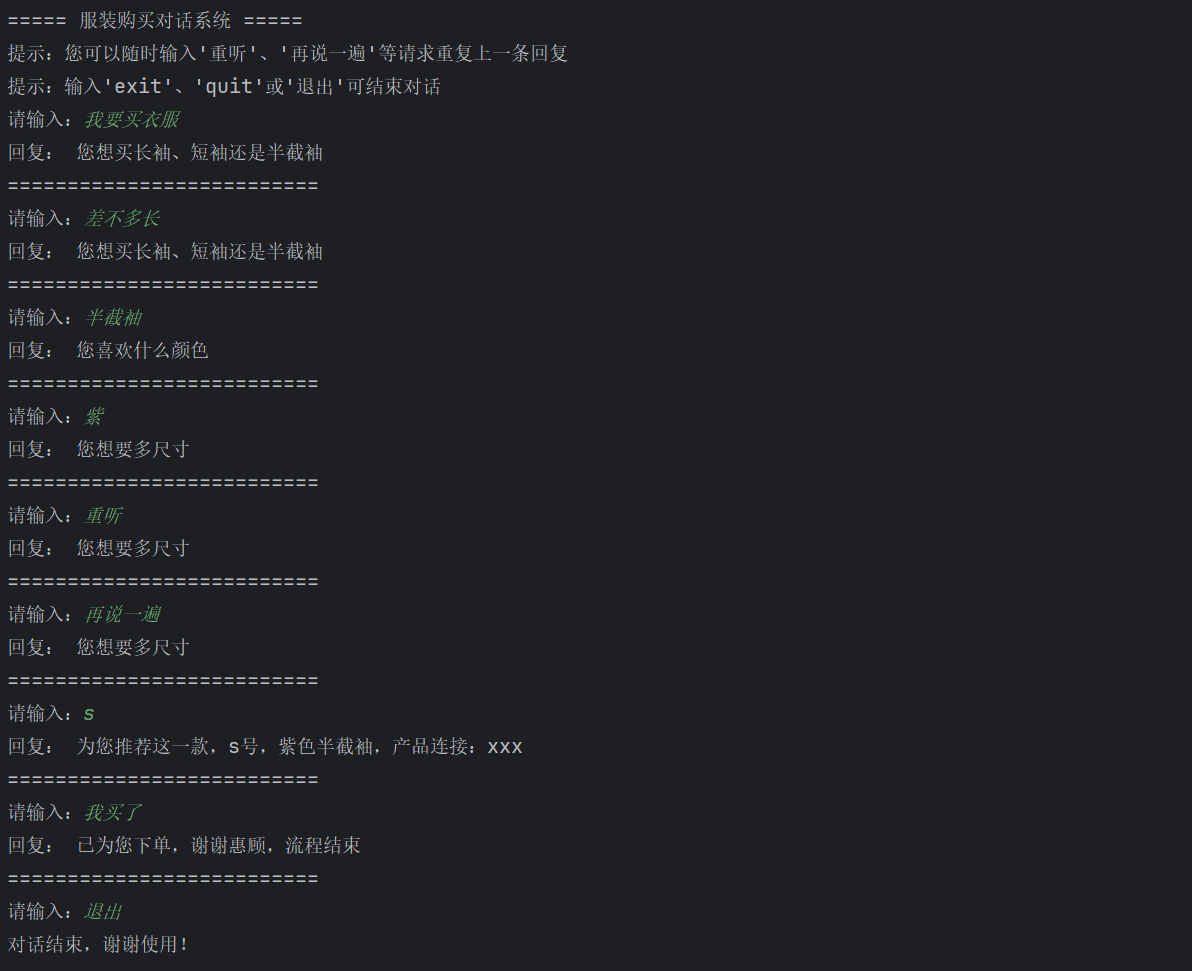 ===== 服装购买对话系统 =====
提示：您可以随时输入'重听'、'再说一遍'等请求重复上一条回复
提示：输入'exit'、'quit'或'退出'可结束对话
请输入：我要买衣服
回复： 您想买长袖、短袖还是半截袖
==========================
请输入：差不多长
回复： 您想买长袖、短袖还是半截袖
==========================
请输入：半截袖
回复： 您喜欢什么颜色
==========================
请输入：紫
回复： 您想要多尺寸
==========================
请输入：重听
回复： 您想要多尺寸
==========================
请输入：再说一遍
回复： 您想要多尺寸
==========================
请输入：s
回复： 为您推荐这一款，s号，紫色半截袖，产品连接：xxx
==========================
请输入：我买了
回复： 已为您下单，谢谢惠顾，流程结束
==========================
请输入：退出
对话结束，谢谢使用！